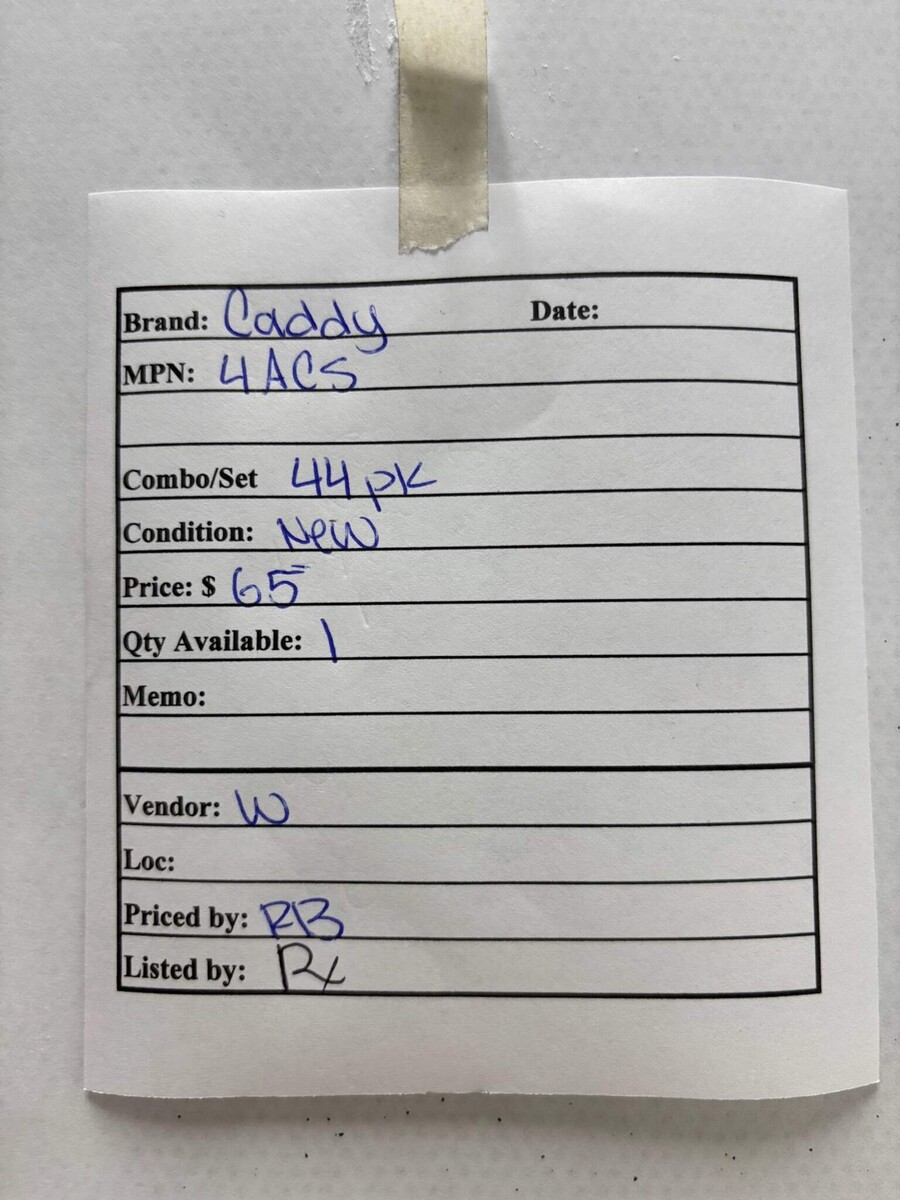 Brand: Caddy Date:
MPN: 4ACS
Combo/Set 44pk
Condition: New
Price: $ 65
Qty Available: 1
Memo:
Vendor: W
Loc:
Priced by: RB
Listed by: Rx